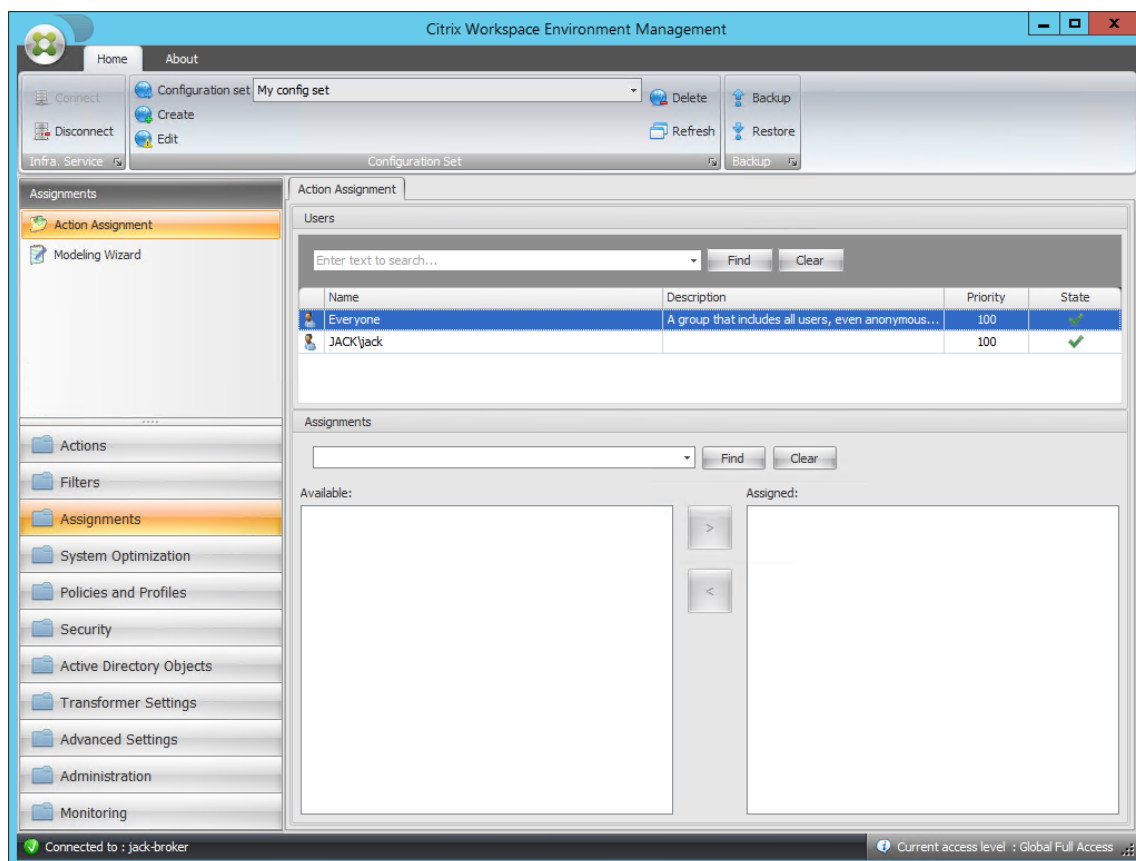 Citrix Workspace Environment Management
Home About
Connect
Disconnect
Infra. Service
Configuration set My config set
Create
Edit
Delete
Refresh
Configuration Set
Backup
Restore
Backup
Assignments
Action Assignment
Modeling Wizard
Action Assignment
Users
Enter text to search... Find Clear
Name Description Priority State
Everyone A group that includes all users, even anonymous... 100
JACK\jack 100
Assignments
Find Clear
Available: Assigned:
>
<
Actions
Filters
Assignments
System Optimization
Policies and Profiles
Security
Active Directory Objects
Transformer Settings
Advanced Settings
Administration
Monitoring
Connected to : jack-broker Current access level : Global Full Access